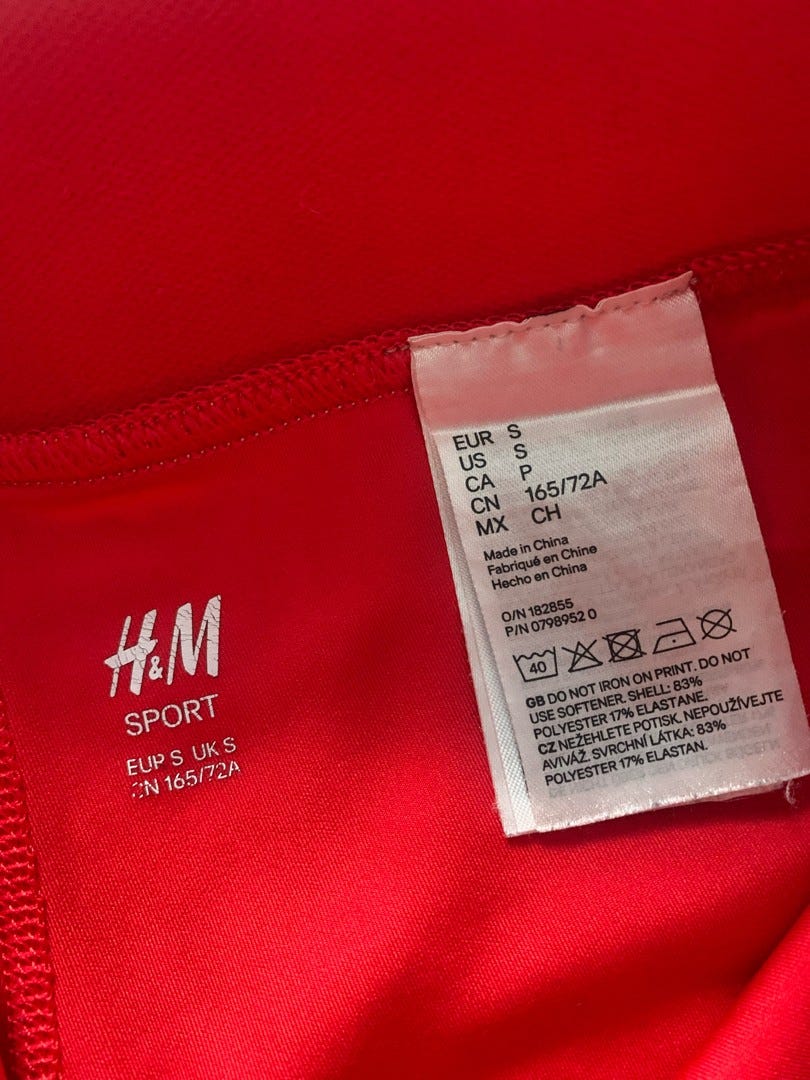 H&M
SPORT
EUR S UK S
CN 165/72A
EUR S
US S
CA P
CN 165/72A
MX CH
Made in China
Fabriqué en Chine
Hecho en China
O/N 182855
P/N 0798952 0
40
GB DO NOT IRON ON PRINT. DO NOT
USE SOFTENER. SHELL: 83%
POLYESTER 17% ELASTANE.
CZ NEŽEHLETE POTISK. NEPOUŽÍVEJTE
AVIVÁŽ. SVRCHNÍ LÁTKA: 83%
POLYESTER 17% ELASTAN.